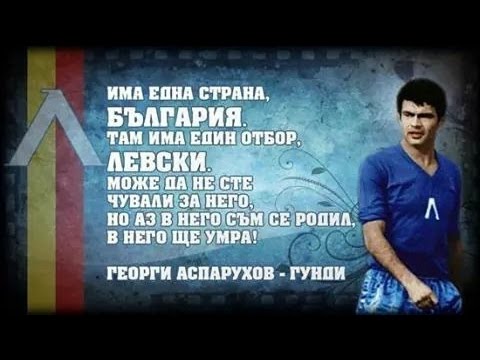 ИМА ЕДНА СТРАНА,
БЪЛГАРИЯ.
ТАМ ИМА ЕДИН ОТБОР,
ЛЕВСКИ.
МОЖЕ ДА НЕ СТЕ
ЧУВАЛИ ЗА НЕГО,
НО АЗ В НЕГО СЪМ СЕ РОДИЛ,
В НЕГО ЩЕ УМРА!
ГЕОРГИ АСПАРУХОВ - ГУНДИ